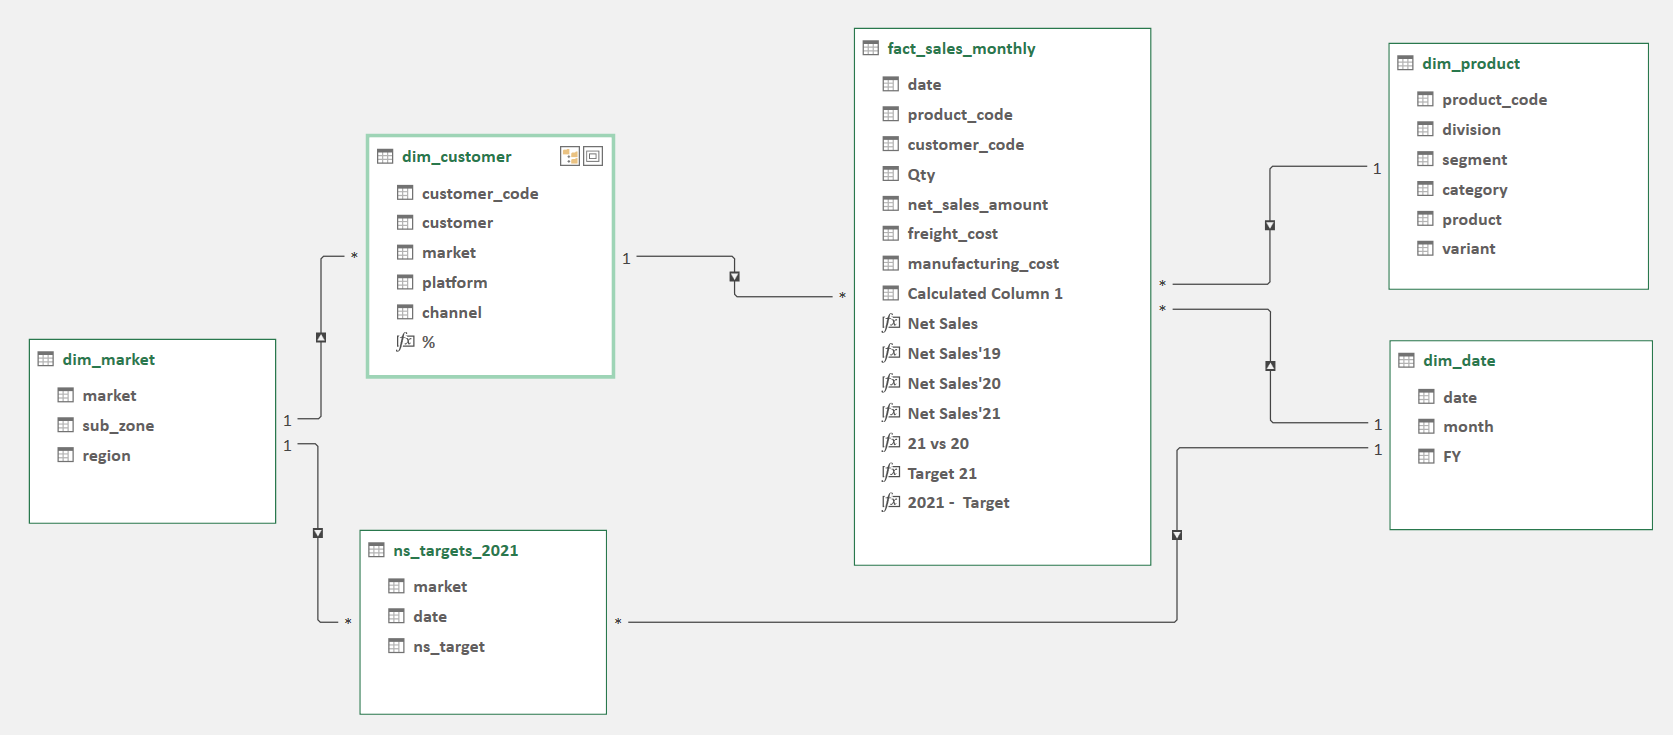 dim_market
market
sub_zone
region
1
1
dim_customer
customer_code
customer
market
platform
channel
%
*
1
ns_targets_2021
market
date
ns_target
*
*
fact_sales_monthly
date
product_code
customer_code
Qty
net_sales_amount
freight_cost
manufacturing_cost
Calculated Column 1
Net Sales
Net Sales'19
Net Sales'20
Net Sales'21
21 vs 20
Target 21
2021 - Target
*
*
*
dim_product
product_code
division
segment
category
product
variant
1
dim_date
date
month
FY
1
1